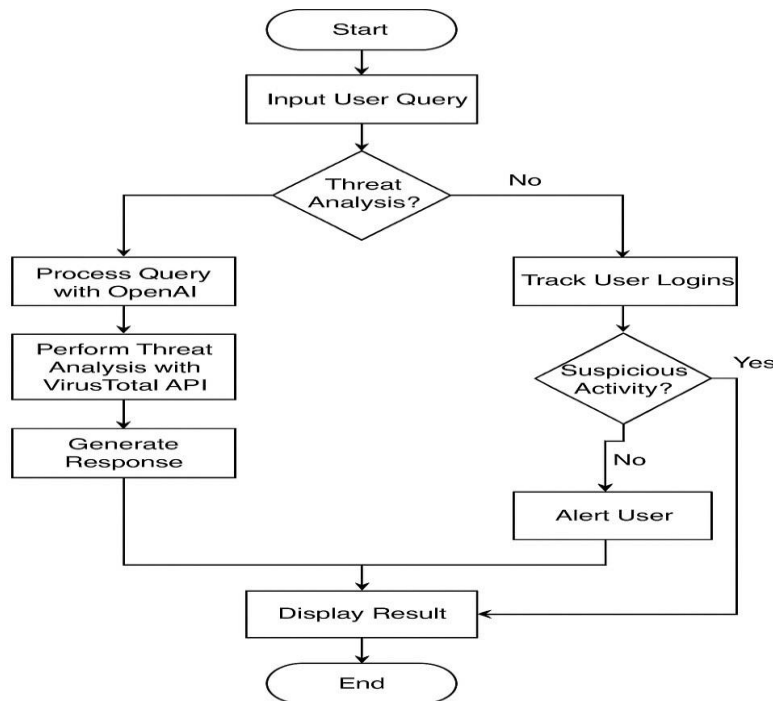 Start
Input User Query
Threat
Analysis?
No
Process Query
with OpenAI
Track User Logins
Perform Threat
Analysis with
VirusTotal API
Suspicious
Activity?
Yes
Generate
Response
No
Alert User
Display Result
End